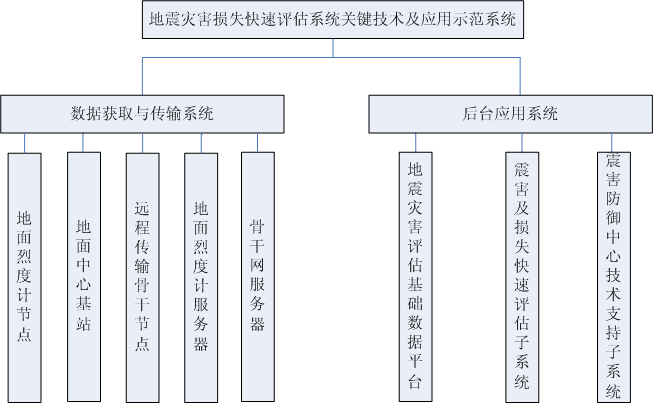 地震灾害损失快速评估系统关键技术及应用示范系统
数据获取与传输系统
后台应用系统
地面烈度计节点
地面中心基站
远程传输骨干节点
地面烈度计服务器
骨干网服务器
地震灾害评估基础数据平台
震害及损失快速评估子系统
震害防御中心技术支持子系统